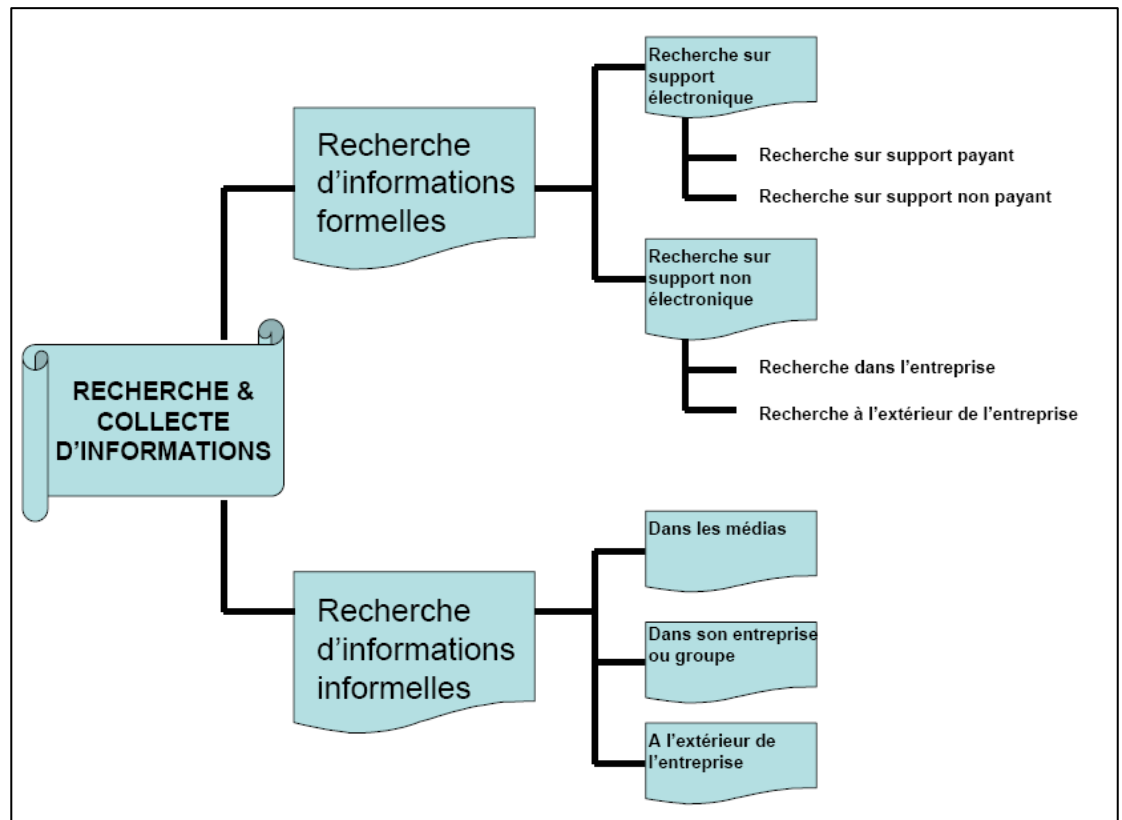 RECHERCHE &
COLLECTE
D'INFORMATIONS
Recherche
d'informations
formelles
Recherche sur
support
électronique
Recherche sur support payant
Recherche sur support non payant
Recherche sur
support non
électronique
Recherche dans l'entreprise
Recherche à l'extérieur de l'entreprise
Recherche
d'informations
informelles
Dans les médias
Dans son entreprise
ou groupe
A l'extérieur de
l'entreprise